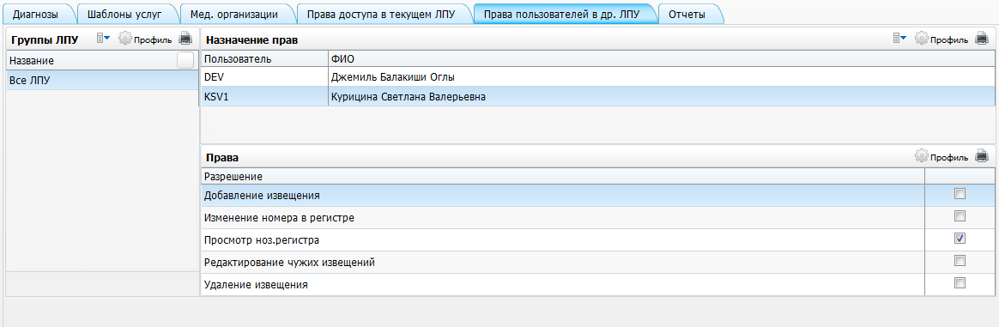 Диагнозы
Шаблоны услуг
Мед. организации
Права доступа в текущем ЛПУ
Права пользователей в др. ЛПУ
Отчеты
Группы ЛПУ
Профиль
Название
Все ЛПУ
Назначение прав
Профиль
Пользователь ФИО
DEV Джемиль Балакиши Оглы
KSV1 Курицина Светлана Валерьевна
Права
Профиль
Разрешение
Добавление извещения
Изменение номера в регистре
Просмотр ноз.регистра
Редактирование чужих извещений
Удаление извещения